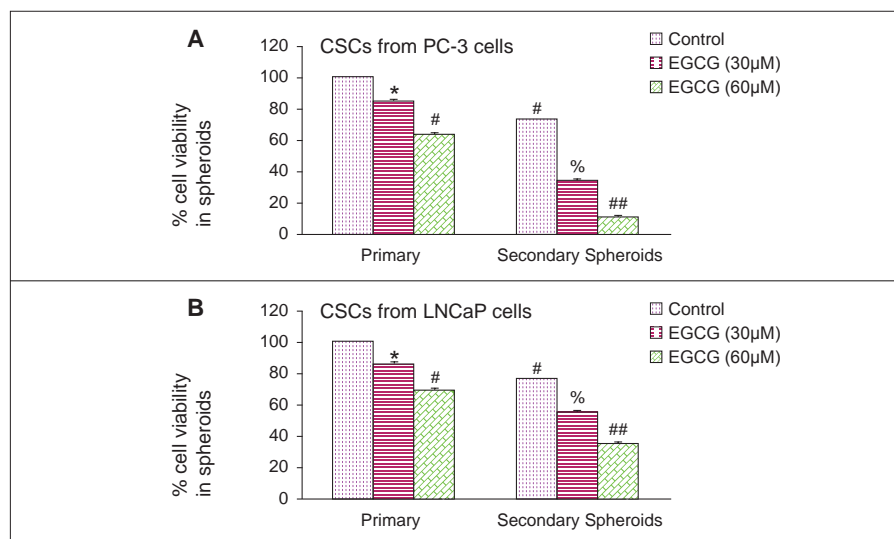 A
CSCs from PC-3 cells
Control
EGCG (30μM)
EGCG (60μM)
% cell viability
in spheroids
120
100
80
60
40
20
0
*
#
#
%
##
Primary
Secondary Spheroids
B
CSCs from LNCaP cells
Control
EGCG (30μM)
EGCG (60μM)
% cell viability
in spheroids
120
100
80
60
40
20
0
*
#
#
%
##
Primary
Secondary Spheroids